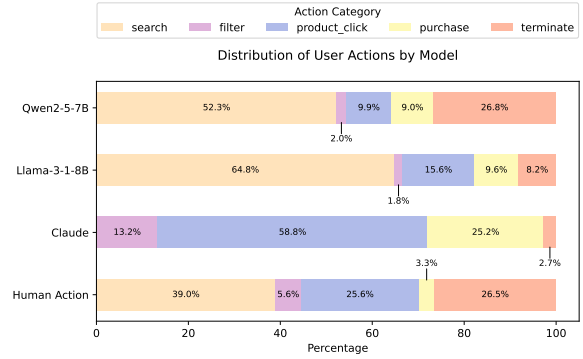 Action Category
search filter product_click purchase terminate
Distribution of User Actions by Model
Qwen2-5-7B 52.3% 9.9% 9.0% 26.8%
2.0%
Llama-3-1-8B 64.8% 15.6% 9.6% 8.2%
1.8%
Claude 13.2% 58.8% 25.2%
2.7%
3.3%
Human Action 39.0% 5.6% 25.6% 26.5%
0 20 40 60 80 100
Percentage